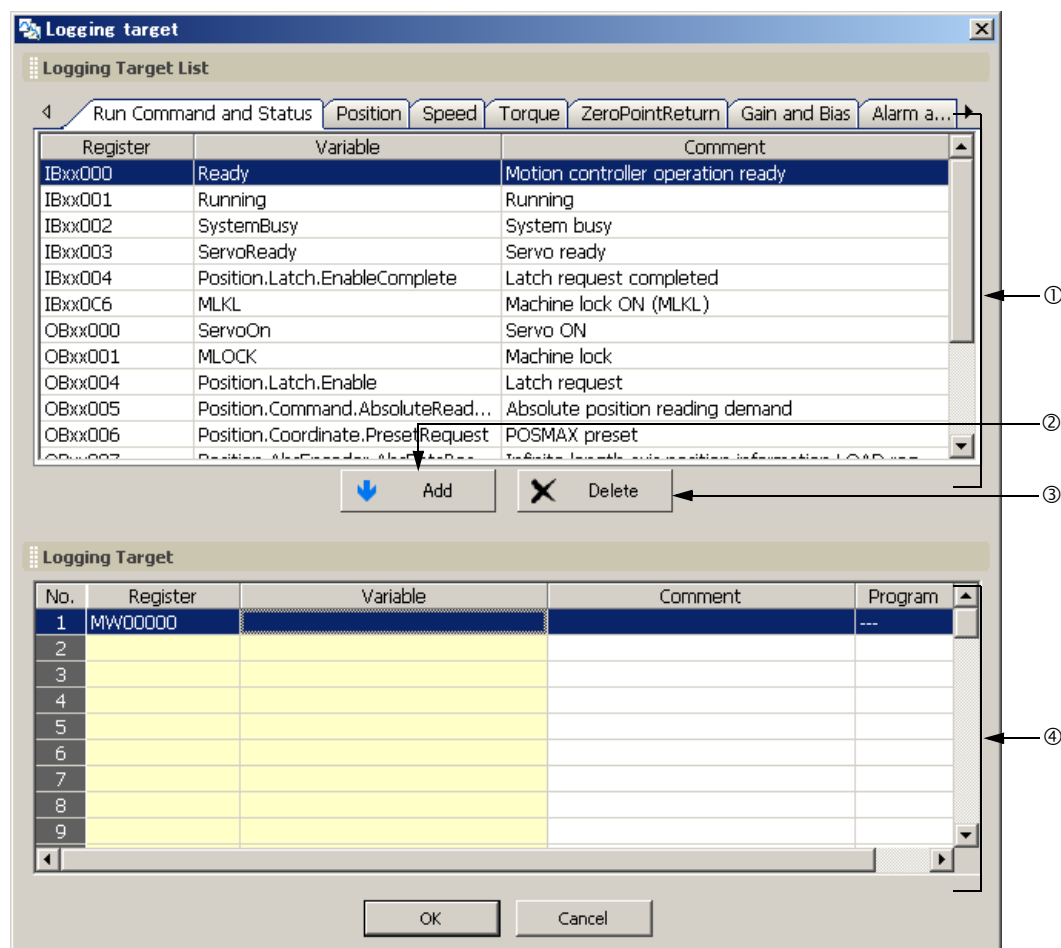 Logging target
Logging Target List
Run Command and Status Position Speed Torque ZeroPointReturn Gain and Bias Alarm a...
Register Variable Comment
IBxx000 Ready Motion controller operation ready
IBxx001 Running Running
IBxx002 SystemBusy System busy
IBxx003 ServoReady Servo ready
IBxx004 Position.Latch.EnableComplete Latch request completed
①
IBxx0C6 MLKL Machine lock ON (MLKL)
OBxx000 ServoOn Servo ON
OBxx001 MLOCK Machine lock
OBxx004 Position.Latch.Enable Latch request
OBxx005 Position.Command.AbsoluteRead... Absolute position reading demand
②
OBxx006 Position.Coordinate.PresetRequest POSMAX preset
Add Delete
③
Logging Target
No. Register Variable Comment Program
1 MW00000 ---
2
3
4
5
④
6
7
8
9
OK Cancel